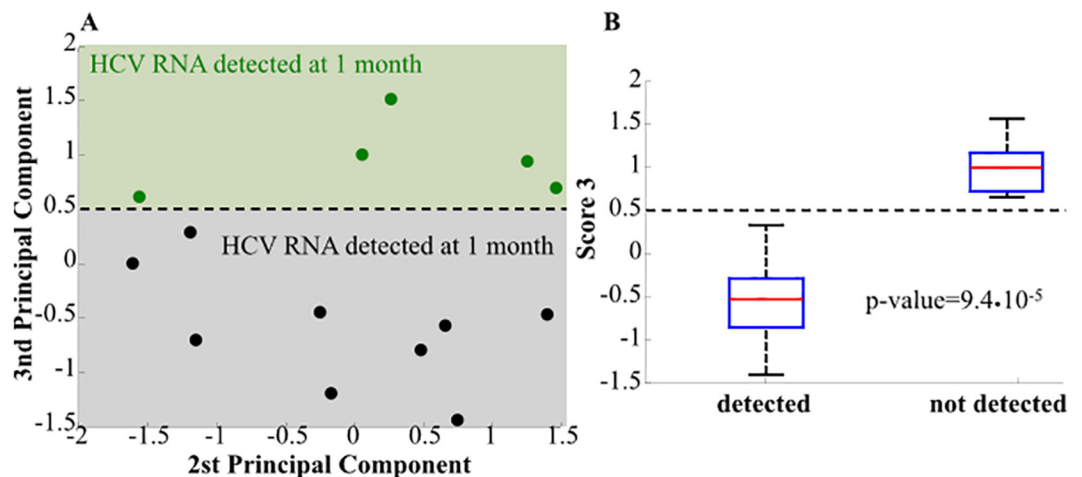 A
HCV RNA detected at 1 month
HCV RNA detected at 1 month
3nd Principal Component
2
1.5
1
0.5
0
-0.5
-1
-1.5
-2
-1.5
-1
-0.5
0
0.5
1
1.5
2st Principal Component
B
Score 3
2
1.5
1
0.5
0
-0.5
-1
-1.5
p-value=9.4•10-5
detected
not detected